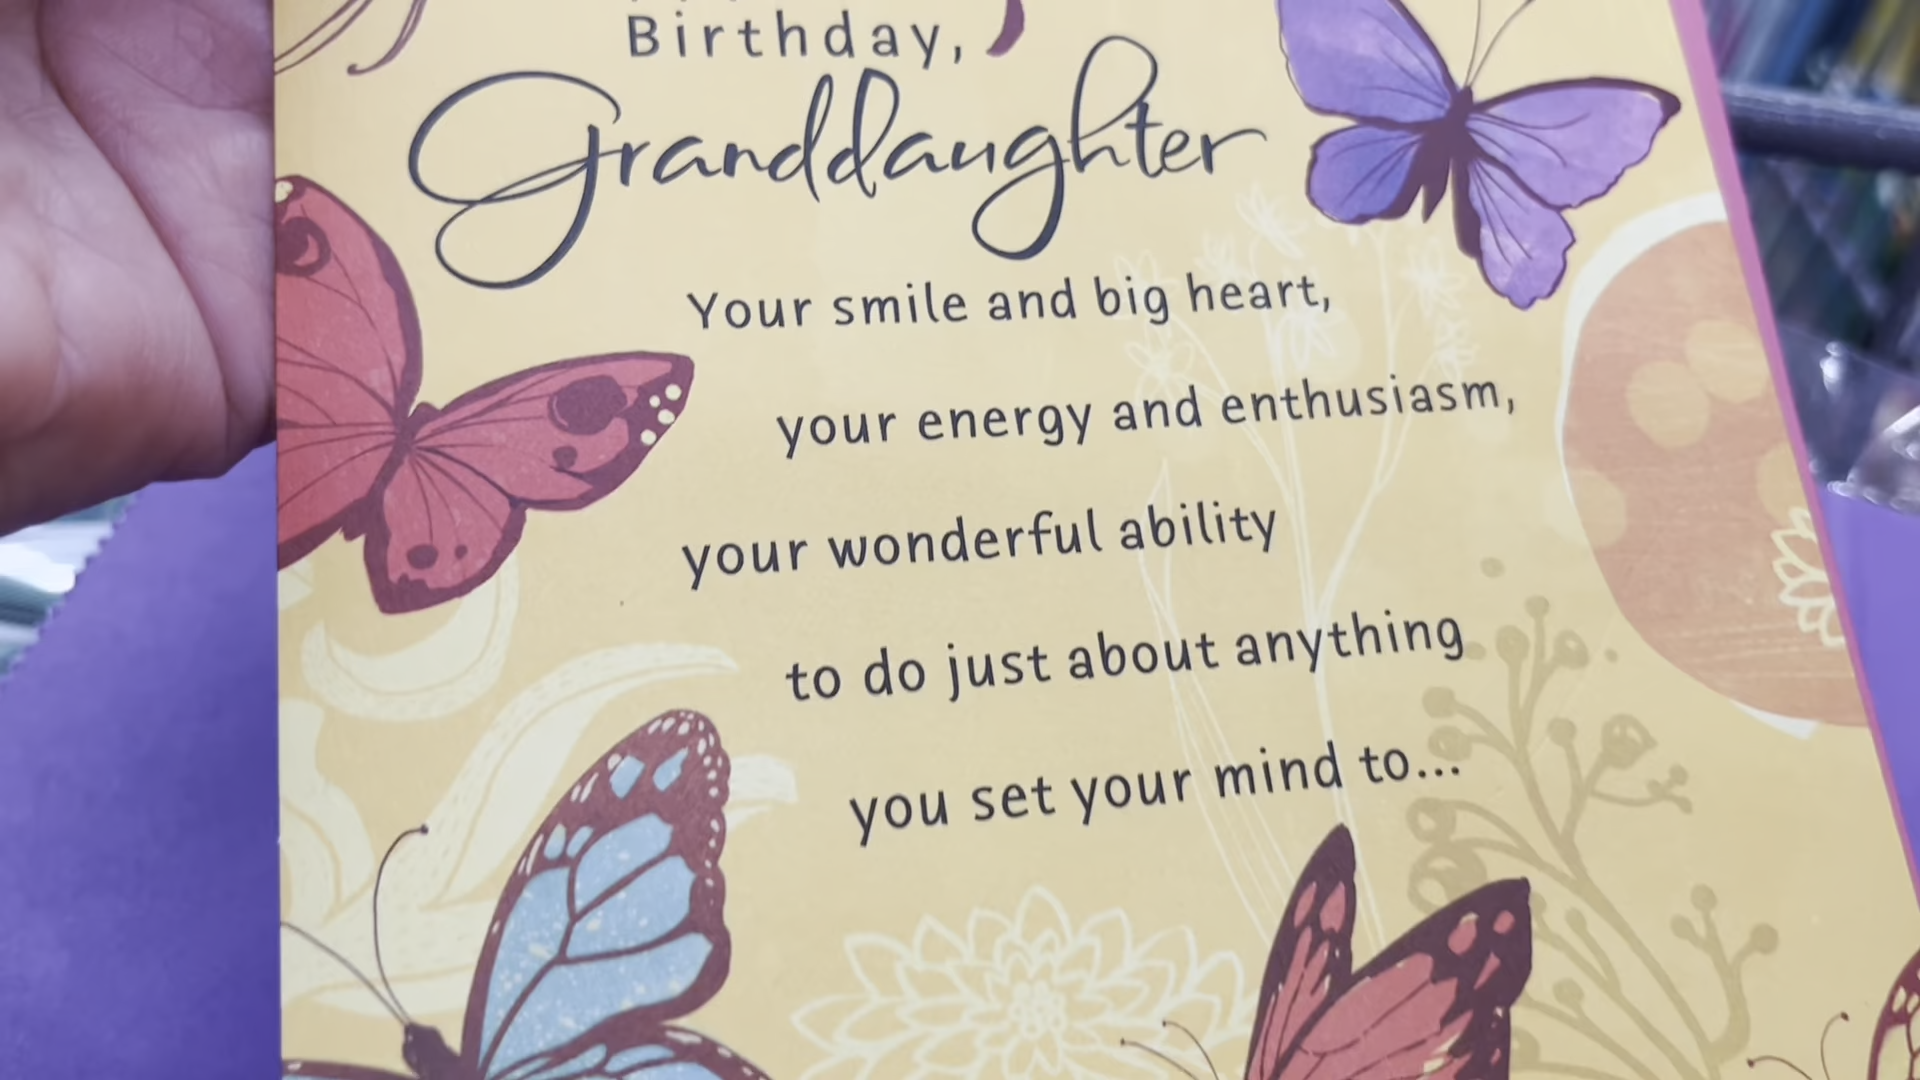 Birthday,
Granddaughter
Your smile and big heart,
your energy and enthusiasm,
your wonderful ability
to do just about anything
you set your mind to...